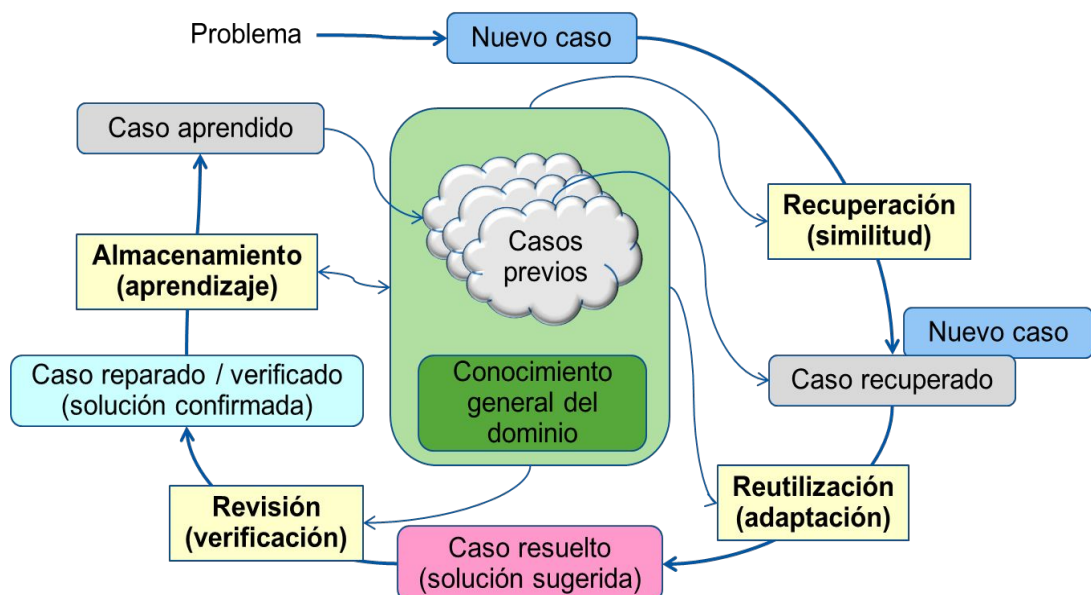 Problema
Nuevo caso
Caso aprendido
Recuperación
(similitud)
Casos
previos
Almacenamiento
(aprendizaje)
Nuevo caso
Caso recuperado
Caso reparado / verificado
(solución confirmada)
Conocimiento
general del
dominio
Reutilización
(adaptación)
Revisión
(verificación)
Caso resuelto
(solución sugerida)